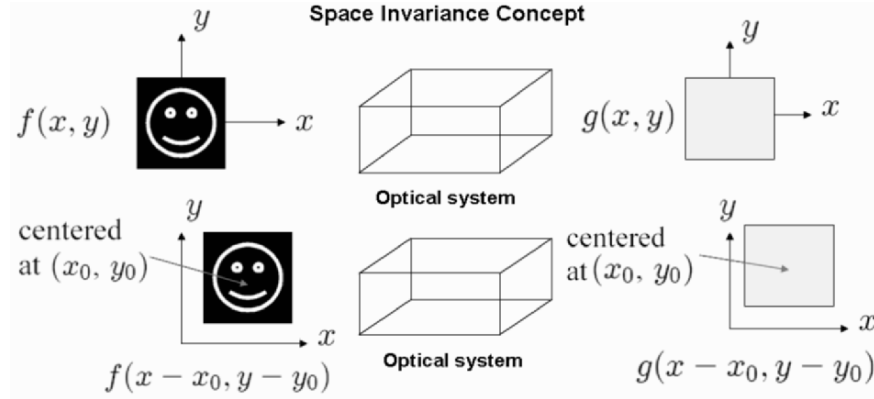 Space Invariance Concept
y
y
f(x, y)
x
g(x, y)
x
Optical system
y
y
centered
at (x₀, y₀)
centered
at (x₀, y₀)
x
x
Optical system
f(x − x₀, y − y₀)
g(x − x₀, y − y₀)